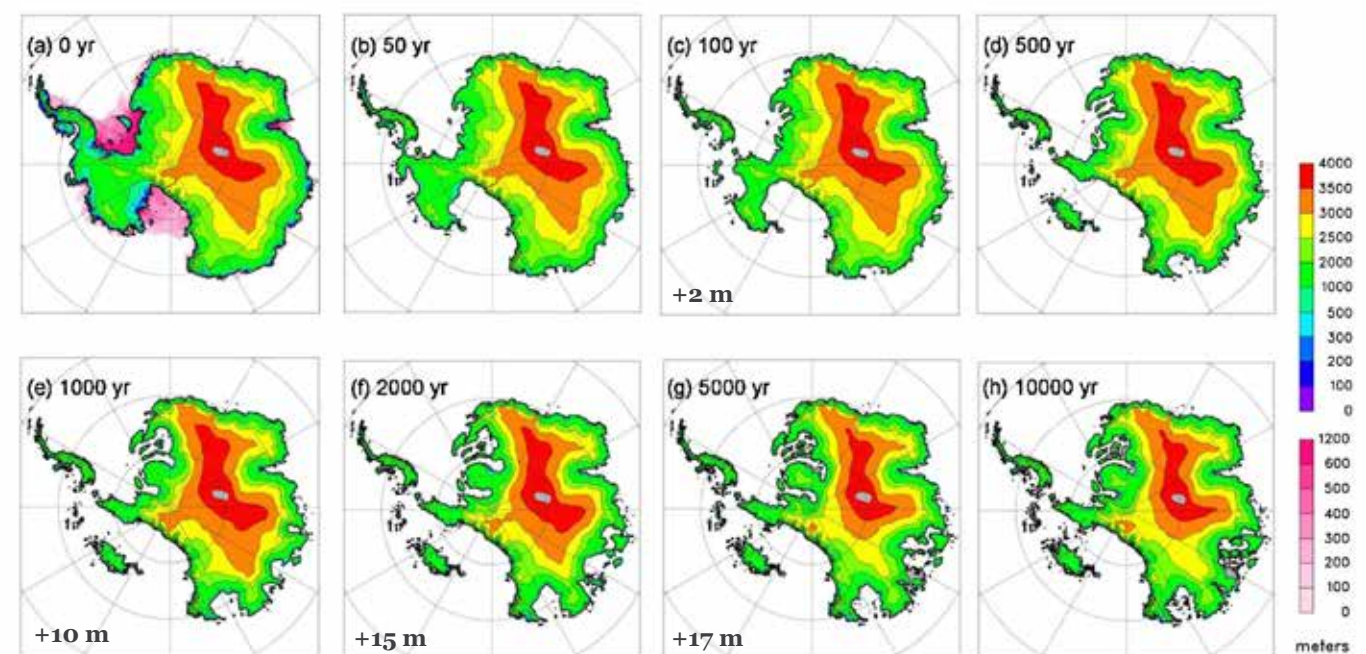 (a) 0 yr
(b) 50 yr
(c) 100 yr
(d) 500 yr
+2 m
(e) 1000 yr
(f) 2000 yr
(g) 5000 yr
(h) 10000 yr
+10 m
+15 m
+17 m
4000
3500
3000
2500
2000
1000
500
300
200
100
0
1200
600
500
400
300
200
100
0
meters